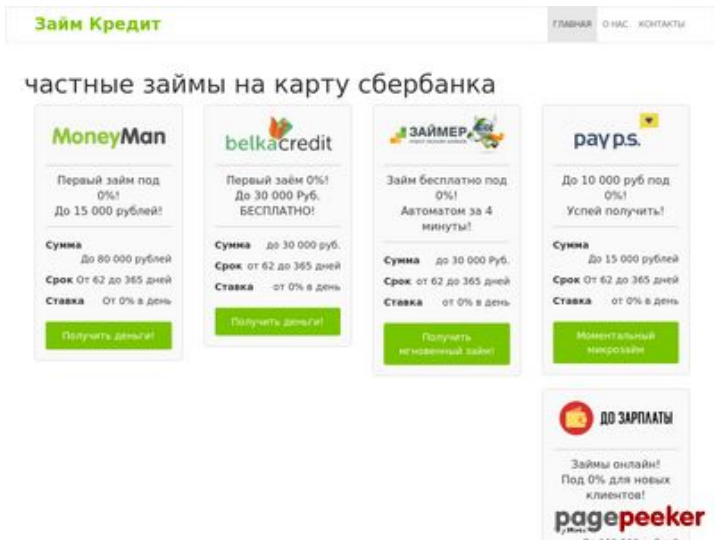 Займ Кредит
ГЛАВНАЯ О НАС КОНТАКТЫ
частные займы на карту сбербанка
MoneyMan
Первый займ под
0%!
До 15 000 рублей!
Сумма
До 80 000 рублей
Срок От 62 до 365 дней
Ставка От 0% в день
Получить деньги!
belkacredit
Первый заём 0%!
До 30 000 Руб.
БЕСПЛАТНО!
Сумма до 30 000 руб.
Срок от 62 до 365 дней
Ставка от 0% в день
Получить деньги!
ЗАЙМЕР
Займ бесплатно под
0%!
Автоматом за 4
минуты!
Сумма до 30 000 Руб.
Срок от 62 до 365 дней
Ставка от 0% в день
Получить
мгновенный займ!
pay p.s.
До 10 000 руб под
0%!
Успей получить!
Сумма
До 15 000 рублей
Срок От 62 до 365 дней
Ставка от 0% в день
Моментальный
микрозайм
ДО ЗАРПЛАТЫ
Займы онлайн!
Под 0% для новых
клиентов!
pagepeeker